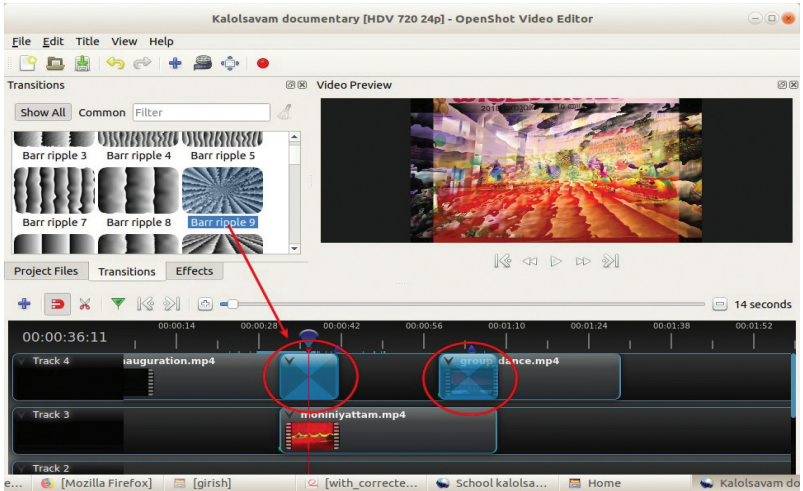 Kalolsavam documentary [HDV 720 24p] - OpenShot Video Editor
File Edit Title View Help
Transitions
Video Preview
Show All Common Filter
Barr ripple 3 Barr ripple 4 Barr ripple 5
Barr ripple 7 Barr ripple 8 Barr ripple 9
Project Files Transitions Effects
14 seconds
00:00:36:11
00:00:14 00:00:28 00:00:42 00:00:56 00:01:10 00:01:24 00:01:38 00:01:52
Track 4 auguration.mp4 group dance.mp4
Track 3 moniniyattam.mp4
Track 2
e... [Mozilla Firefox] [girish] [with_correcte... School kalolsa... Home Kalolsavam do